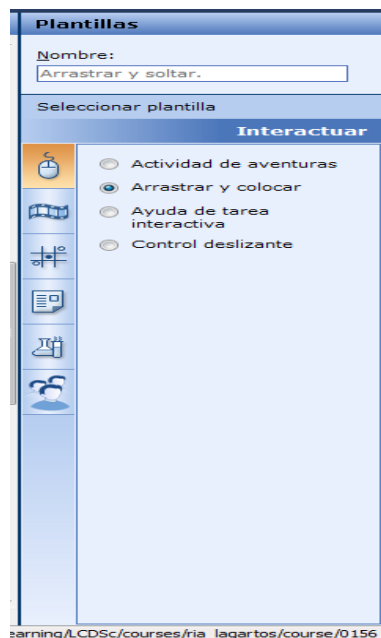 Plantillas
Nombre:
Arrastrar y soltar.
Seleccionar plantilla
Interactuar
Actividad de aventuras
Arrastrar y colocar
Ayuda de tarea
interactiva
Control deslizante
earning/LCDSc/courses/ria_lagartos/course/0156